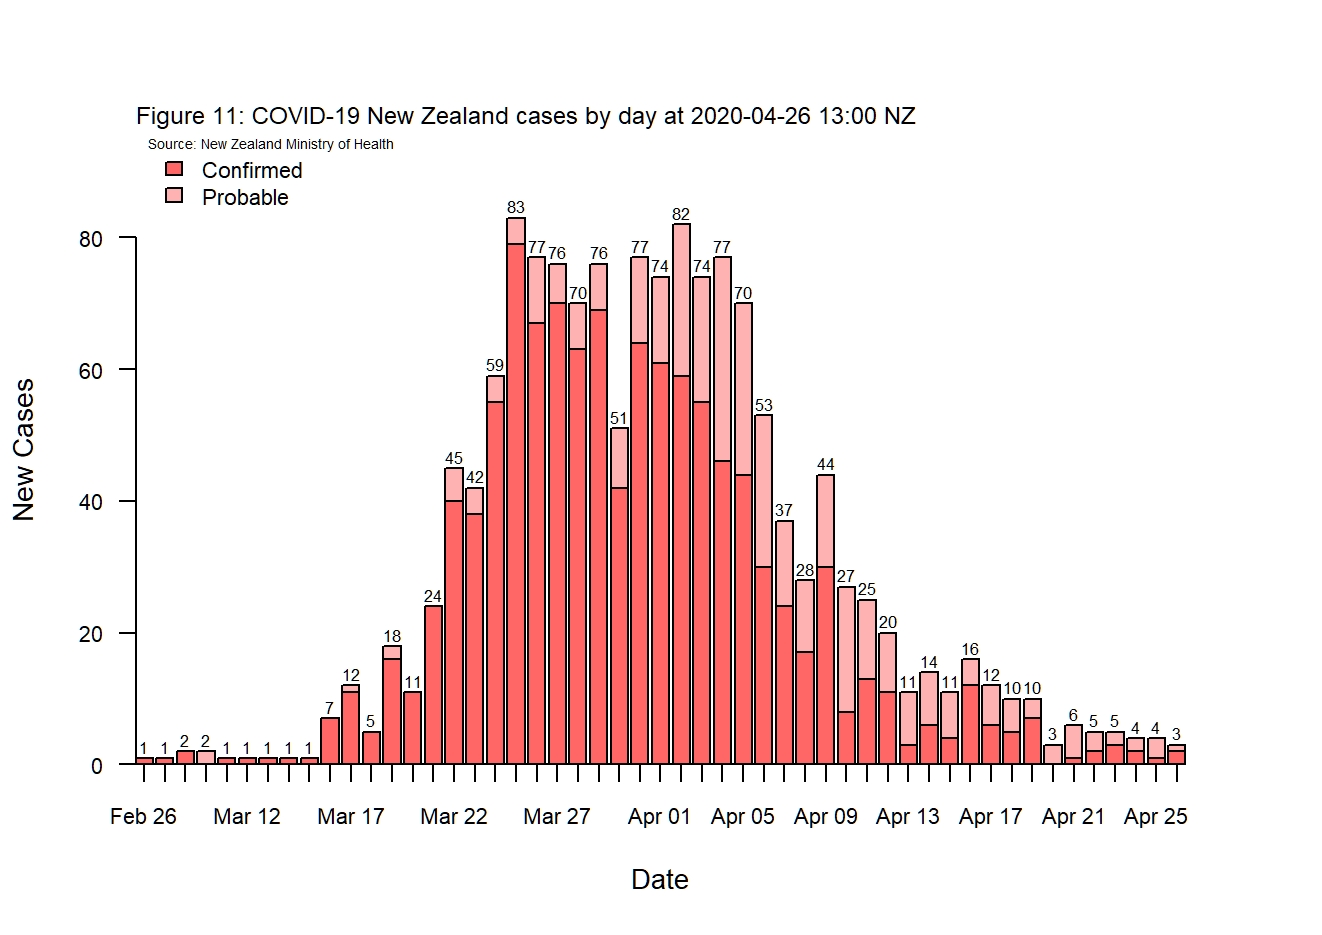 Figure 11: COVID-19 New Zealand cases by day at 2020-04-26 13:00 NZ
Source: New Zealand Ministry of Health
Confirmed
Probable
New Cases
80
60
40
20
0
1 1 2 2 1 1 1 1 1 7 12 5 18 11 24 45 42 59 83 77 76 70 76 51 77 74 82 74 77 70 53 37 28 44 27 25 20 11 14 11 16 12 10 10 3 6 5 5 4 4 3
Feb 26 Mar 12 Mar 17 Mar 22 Mar 27 Apr 01 Apr 05 Apr 09 Apr 13 Apr 17 Apr 21 Apr 25
Date